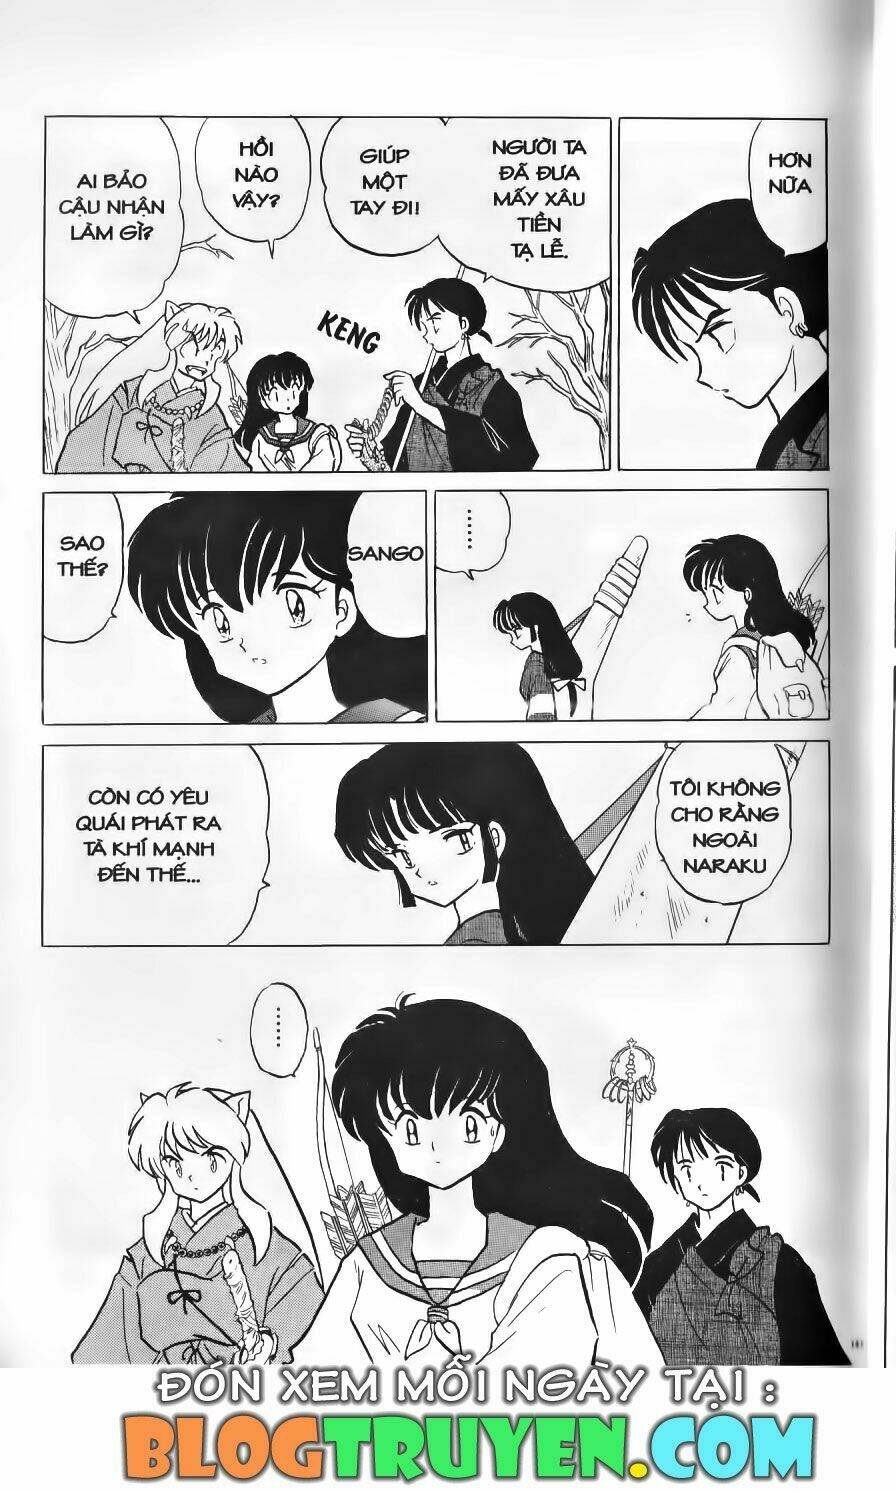 HƠN
NỮA
NGƯỜI TA
ĐÃ ĐƯA
MẤY XÂU
TIỀN
TẠ LỄ.
GIÚP
MỘT
TAY ĐI!
HỒI
NÀO
VẬY?
AI BẢO
CẬU NHẬN
LÀM GÌ?
KENG
.....
SANGO
SAO
THẾ?
TÔI KHÔNG
CHO RẰNG
NGOÀI
NARAKU
CÒN CÓ YÊU
QUÁI PHÁT RA
TÀ KHÍ MẠNH
ĐẾN THẾ...
......
181
ĐÓN XEM MỖI NGÀY TẠI :
BLOGTRUYEN.COM